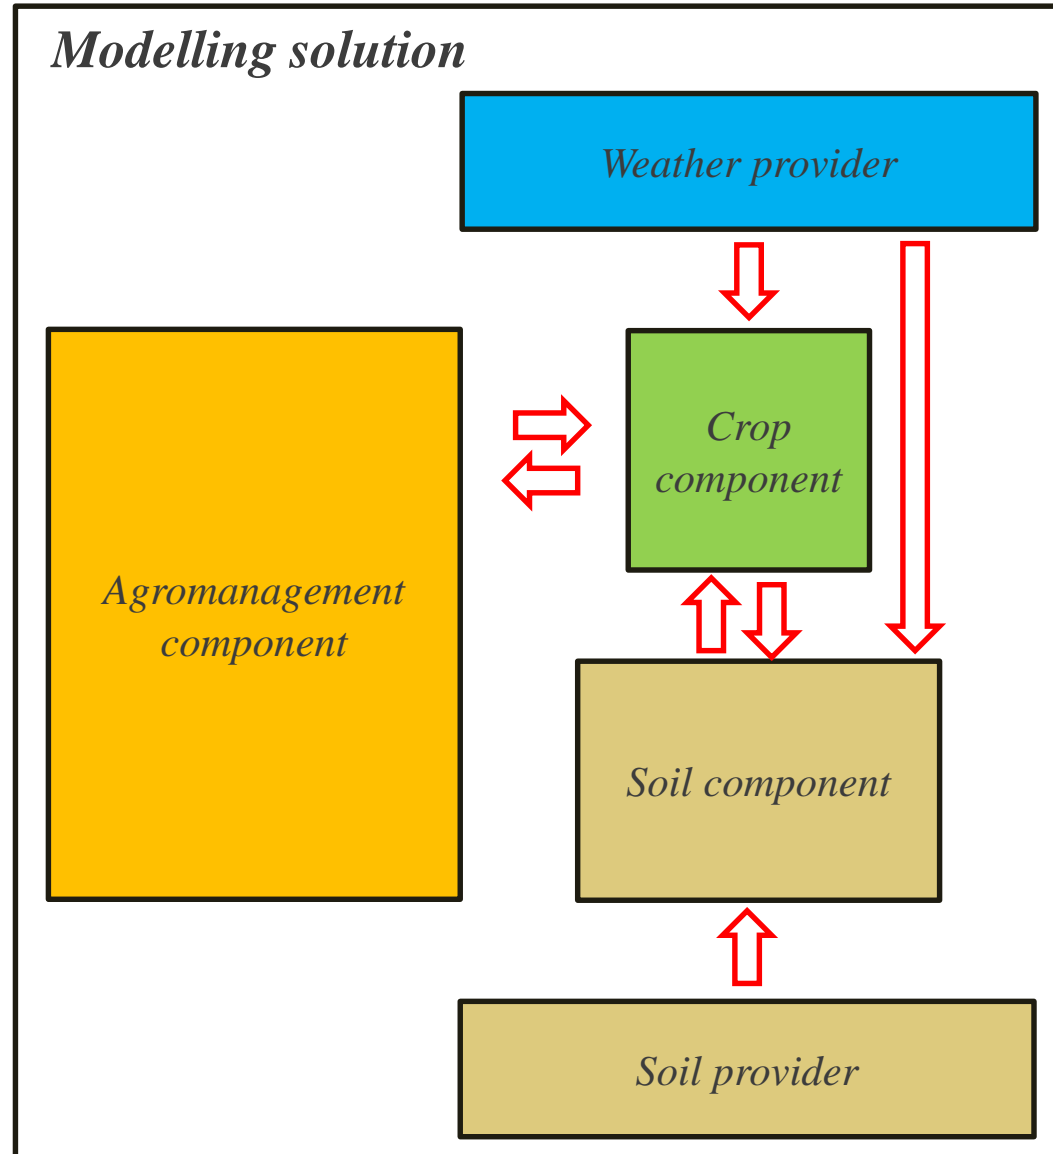 Modelling solution
Weather provider
Crop
component
Agromanagement
component
Soil component
Soil provider